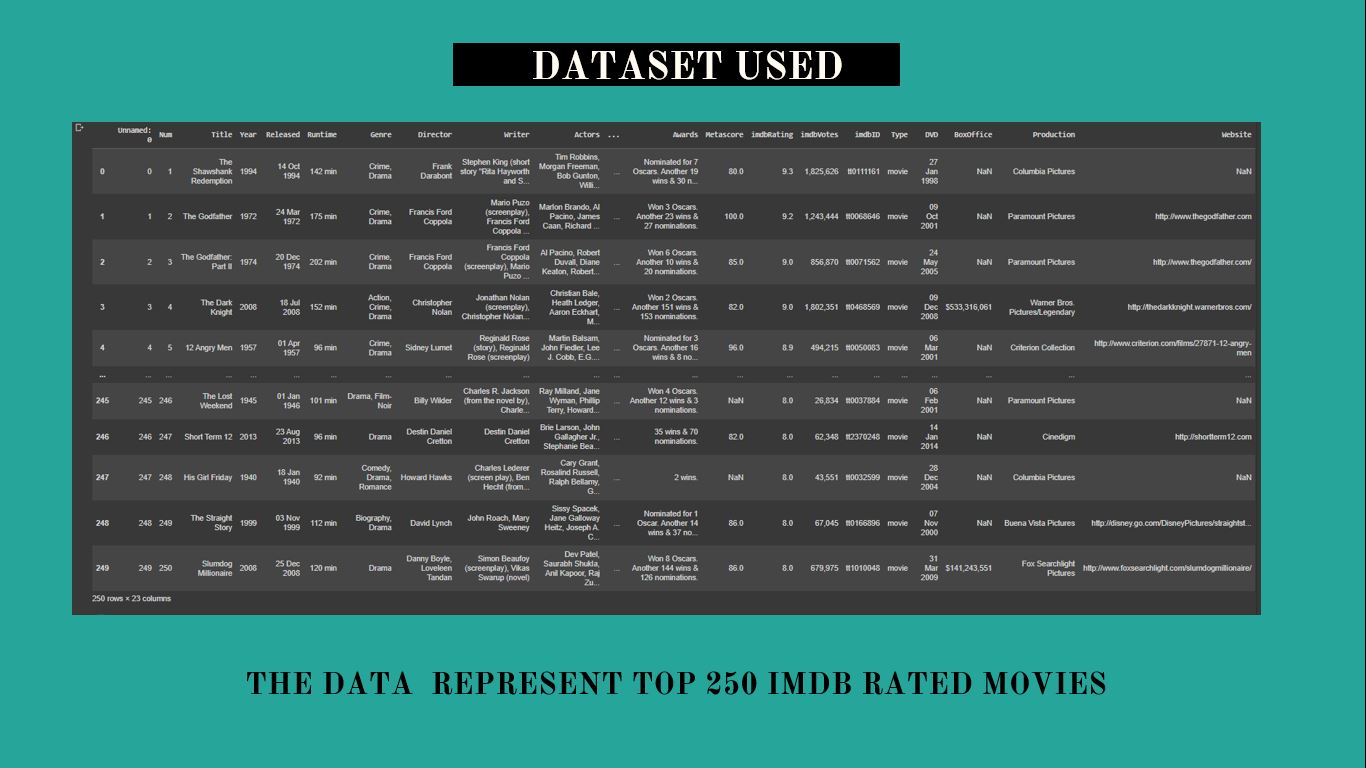 DATASET USED
Unnamed: 0 Num Title Year Released Runtime Genre Director Writer Actors ... Awards Metascore imdbRating imdbVotes imdbID Type DVD BoxOffice Production Website
0 0 1 The Shawshank Redemption 1994 14 Oct 1994 142 min Crime, Drama Frank Darabont Stephen King (short story "Rita Hayworth and S... Tim Robbins, Morgan Freeman, Bob Gunton, Willi... ... Nominated for 7 Oscars. Another 19 wins & 30 n... 80.0 9.3 1,825,626 tt0111161 movie 27 Jan 1998 NaN Columbia Pictures NaN
1 1 2 The Godfather 1972 24 Mar 1972 175 min Crime, Drama Francis Ford Coppola Mario Puzo (screenplay), Francis Ford Coppola ... Marlon Brando, Al Pacino, James Caan, Richard ... ... Won 3 Oscars. Another 23 wins & 27 nominations. 100.0 9.2 1,243,444 tt0068646 movie 09 Oct 2001 NaN Paramount Pictures http://www.thegodfather.com
2 2 3 The Godfather: Part II 1974 20 Dec 1974 202 min Crime, Drama Francis Ford Coppola Francis Ford Coppola (screenplay), Mario Puzo ... Al Pacino, Robert Duvall, Diane Keaton, Robert... ... Won 6 Oscars. Another 10 wins & 20 nominations. 85.0 9.0 856,870 tt0071562 movie 24 May 2005 NaN Paramount Pictures http://www.thegodfather.com/
3 3 4 The Dark Knight 2008 18 Jul 2008 152 min Action, Crime, Drama Christopher Nolan Jonathan Nolan (screenplay), Christopher Nolan... Christian Bale, Heath Ledger, Aaron Eckhart, M... ... Won 2 Oscars. Another 151 wins & 153 nominations. 82.0 9.0 1,802,351 tt0468569 movie 09 Dec 2008 $533,316,061 Warner Bros. Pictures/Legendary http://thedarkknight.warnerbros.com/
4 4 5 12 Angry Men 1957 01 Apr 1957 96 min Crime, Drama Sidney Lumet Reginald Rose (story), Reginald Rose (screenplay) Martin Balsam, John Fiedler, Lee J. Cobb, E.G.... ... Nominated for 3 Oscars. Another 16 wins & 8 no... 96.0 8.9 494,215 tt0050083 movie 06 Mar 2001 NaN Criterion Collection http://www.criterion.com/films/27871-12-angry-men
... ... ... ... ... ... ... ... ... ... ... ... ... ... ... ... ... ... ... ... ... ...
245 245 246 The Lost Weekend 1945 01 Jan 1946 101 min Drama, Film-Noir Billy Wilder Charles R. Jackson (from the novel by), Charle... Ray Milland, Jane Wyman, Phillip Terry, Howard... ... Won 4 Oscars. Another 12 wins & 3 nominations. NaN 8.0 26,834 tt0037884 movie 06 Feb 2001 NaN Paramount Pictures NaN
246 246 247 Short Term 12 2013 23 Aug 2013 96 min Drama Destin Daniel Cretton Destin Daniel Cretton Brie Larson, John Gallagher Jr., Stephanie Bea... ... 35 wins & 70 nominations. 82.0 8.0 62,348 tt2370248 movie 14 Jan 2014 NaN Cinedigm http://shortterm12.com
247 247 248 His Girl Friday 1940 18 Jan 1940 92 min Comedy, Drama, Romance Howard Hawks Charles Lederer (screen play), Ben Hecht (from... Cary Grant, Rosalind Russell, Ralph Bellamy, G... ... 2 wins. NaN 8.0 43,551 tt0032599 movie 28 Dec 2004 NaN Columbia Pictures NaN
248 248 249 The Straight Story 1999 03 Nov 1999 112 min Biography, Drama David Lynch John Roach, Mary Sweeney Sissy Spacek, Jane Galloway Heitz, Joseph A. C... ... Nominated for 1 Oscar. Another 14 wins & 37 no... 86.0 8.0 67,045 tt0166896 movie 07 Nov 2000 NaN Buena Vista Pictures http://disney.go.com/DisneyPictures/straightst...
249 249 250 Slumdog Millionaire 2008 25 Dec 2008 120 min Drama Danny Boyle, Loveleen Tandan Simon Beaufoy (screenplay), Vikas Swarup (novel) Dev Patel, Saurabh Shukla, Anil Kapoor, Raj Zu... ... Won 8 Oscars. Another 144 wins & 126 nominations. 86.0 8.0 679,975 tt1010048 movie 31 Mar 2009 $141,243,551 Fox Searchlight Pictures http://www.foxsearchlight.com/slumdogmillionaire/
250 rows × 23 columns
THE DATA REPRESENT TOP 250 IMDB RATED MOVIES